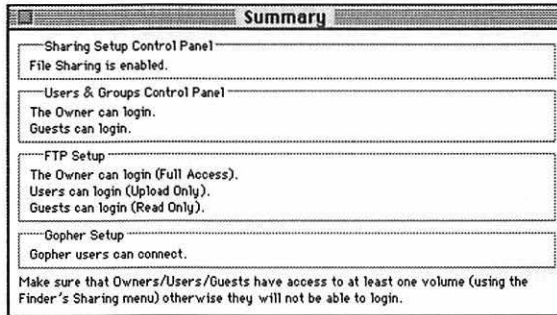 Summary
Sharing Setup Control Panel
File Sharing is enabled.
Users & Groups Control Panel
The Owner can login.
Guests can login.
FTP Setup
The Owner can login (Full Access).
Users can login (Upload Only).
Guests can login (Read Only).
Gopher Setup
Gopher users can connect.
Make sure that Owners/Users/Guests have access to at least one volume (using the
Finder's Sharing menu) otherwise they will not be able to login.